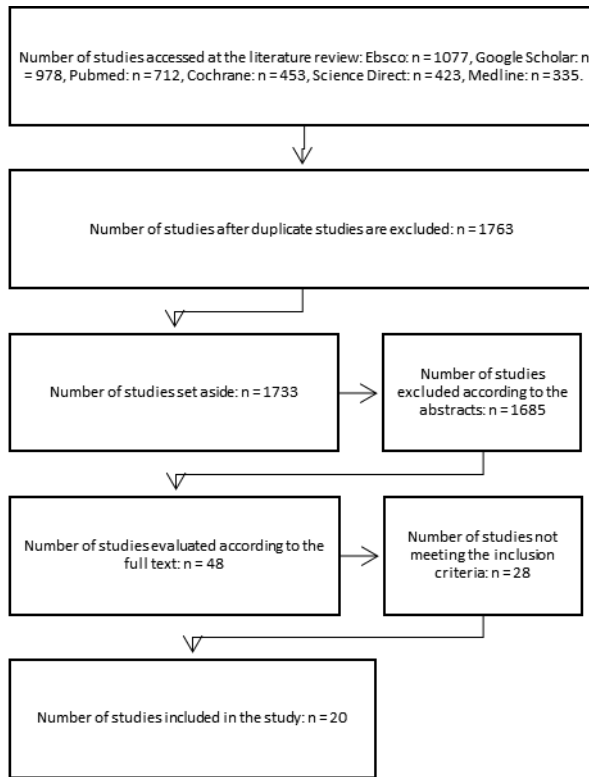 Number of studies accessed at the literature review: Ebsco: n = 1077, Google Scholar: n
= 978, Pubmed: n = 712, Cochrane: n = 453, Science Direct: n = 423, Medline: n = 335.
Number of studies after duplicate studies are excluded: n = 1763
Number of studies set aside: n = 1733
Number of studies
excluded according to the
abstracts: n = 1685
Number of studies evaluated according to the
full text: n = 48
Number of studies not
meeting the inclusion
criteria: n = 28
Number of studies included in the study: n = 20